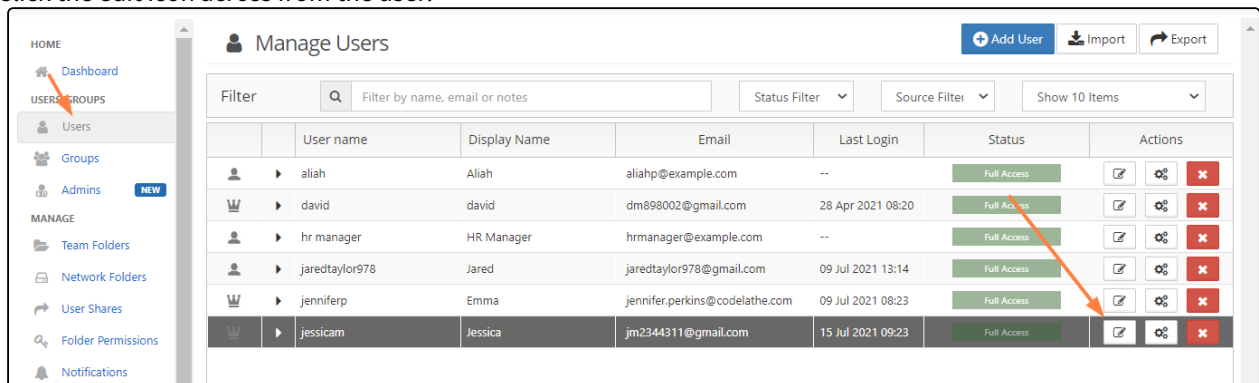 click the edit icon across from the user.
HOME
Dashboard
USERS/GROUPS
Users
Groups
Admins NEW
MANAGE
Team Folders
Network Folders
User Shares
Folder Permissions
Notifications
Manage Users
Add User Import Export
Filter Filter by name, email or notes Status Filter Source Filter Show 10 Items
User name Display Name Email Last Login Status Actions
aliah Aliah aliahp@example.com -- Full Access
david david dm898002@gmail.com 28 Apr 2021 08:20 Full Access
hr manager HR Manager hrmanager@example.com -- Full Access
jaredtaylor978 Jared jaredtaylor978@gmail.com 09 Jul 2021 13:14 Full Access
jenniferp Emma jennifer.perkins@codelathe.com 09 Jul 2021 08:23 Full Access
jessicam Jessica jm2344311@gmail.com 15 Jul 2021 09:23 Full Access